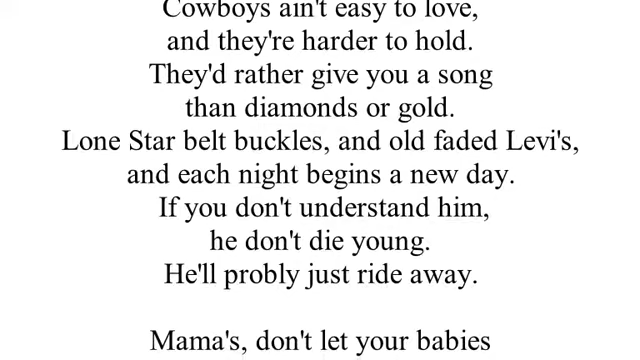 Cowboys ain't easy to love,
and they're harder to hold.
They'd rather give you a song
than diamonds or gold.
Lone Star belt buckles, and old faded Levi's,
and each night begins a new day.
If you don't understand him,
he don't die young.
He'll probly just ride away.
Mama's, don't let your babies